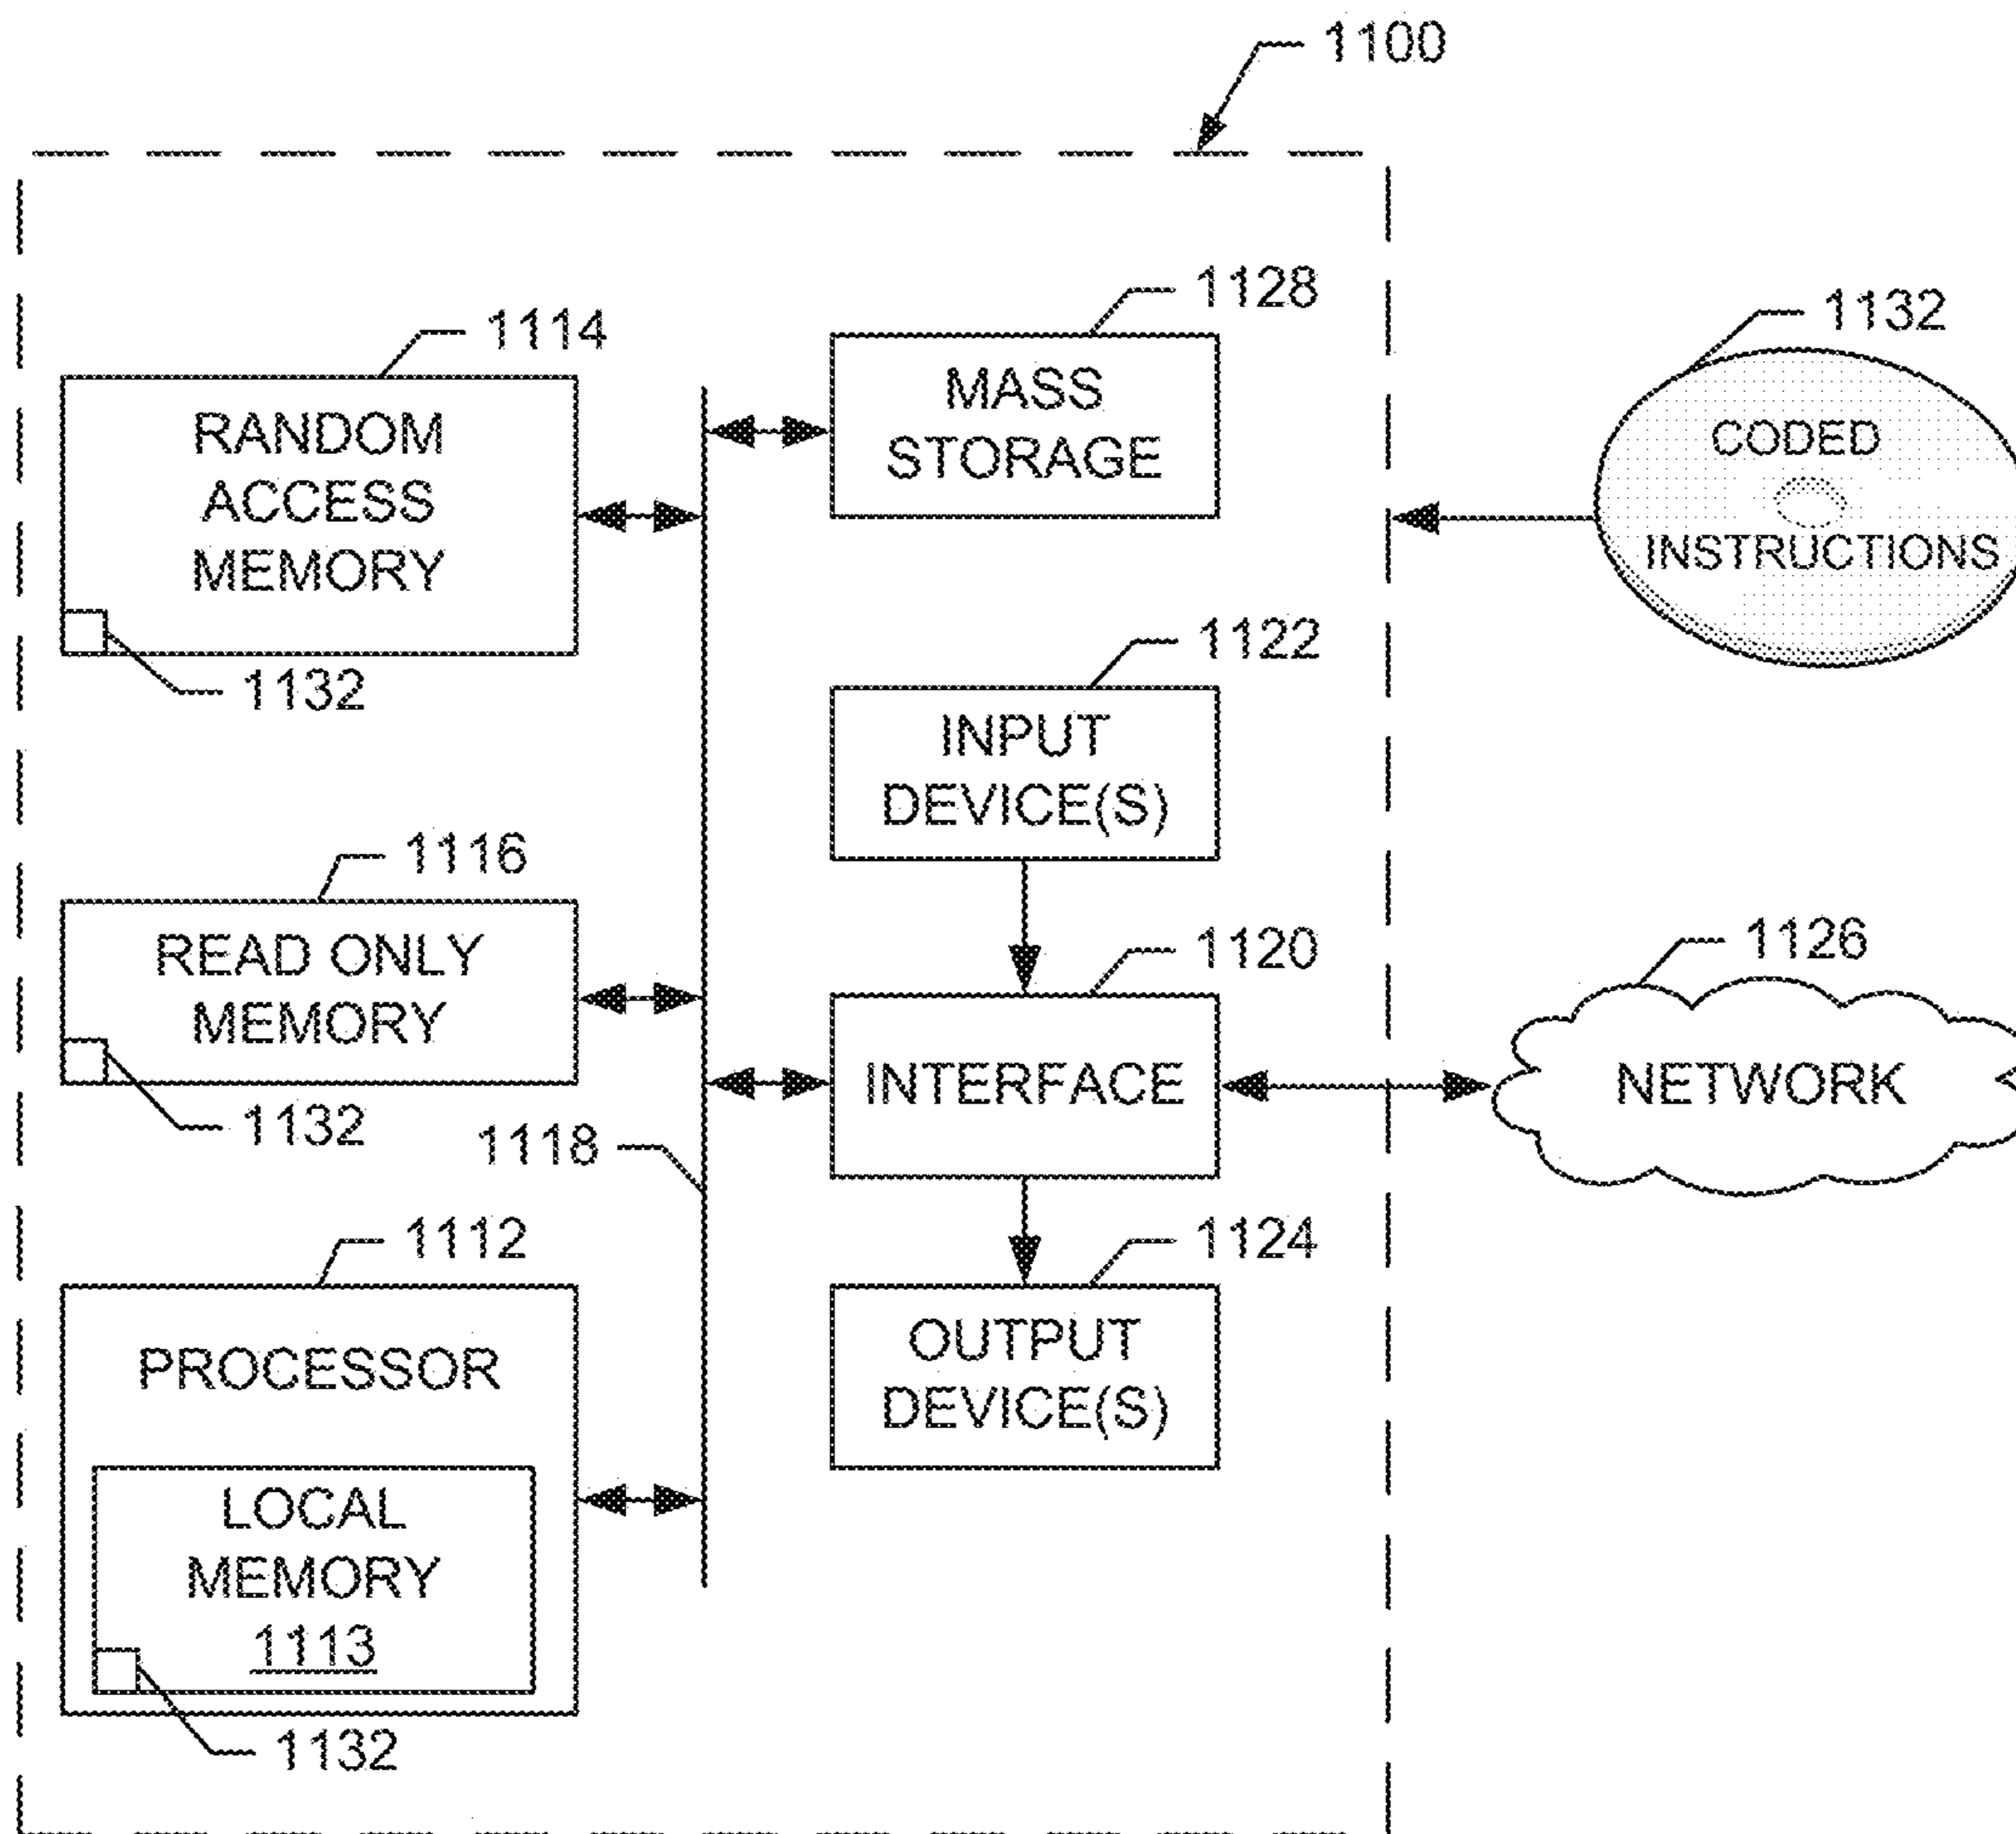 1100
1114
RANDOM
ACCESS
MEMORY
1132
1116
READ ONLY
MEMORY
1132
1118
1112
PROCESSOR
LOCAL
MEMORY
1113
1132
1128
MASS
STORAGE
1122
INPUT
DEVICE(S)
1120
INTERFACE
1124
OUTPUT
DEVICE(S)
1132
CODED
INSTRUCTIONS
1126
NETWORK